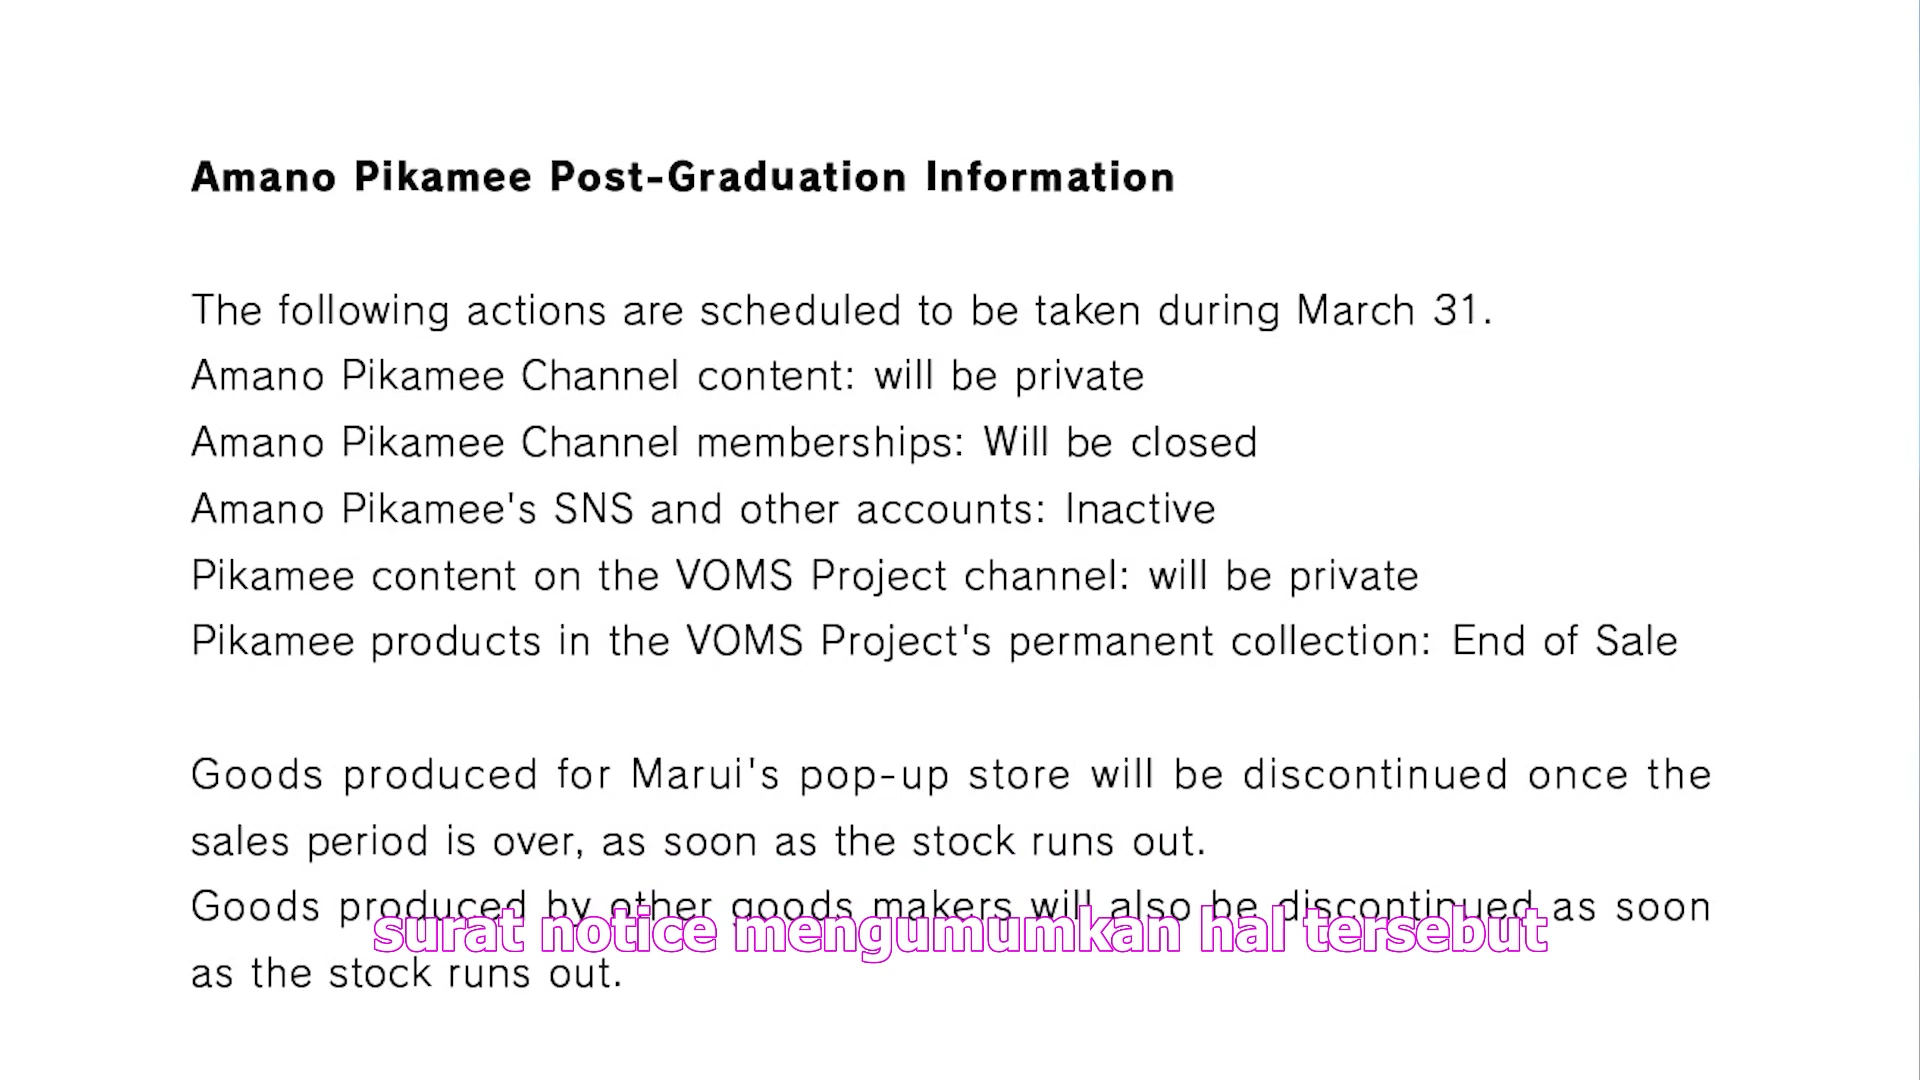 Amano Pikamee Post-Graduation Information
The following actions are scheduled to be taken during March 31.
Amano Pikamee Channel content: will be private
Amano Pikamee Channel memberships: Will be closed
Amano Pikamee's SNS and other accounts: Inactive
Pikamee content on the VOMS Project channel: will be private
Pikamee products in the VOMS Project's permanent collection: End of Sale
Goods produced for Marui's pop-up store will be discontinued once the
sales period is over, as soon as the stock runs out.
Goods produced by other goods makers will also be discontinued as soon
surat notice mengumumkan hal tersebut
as the stock runs out.